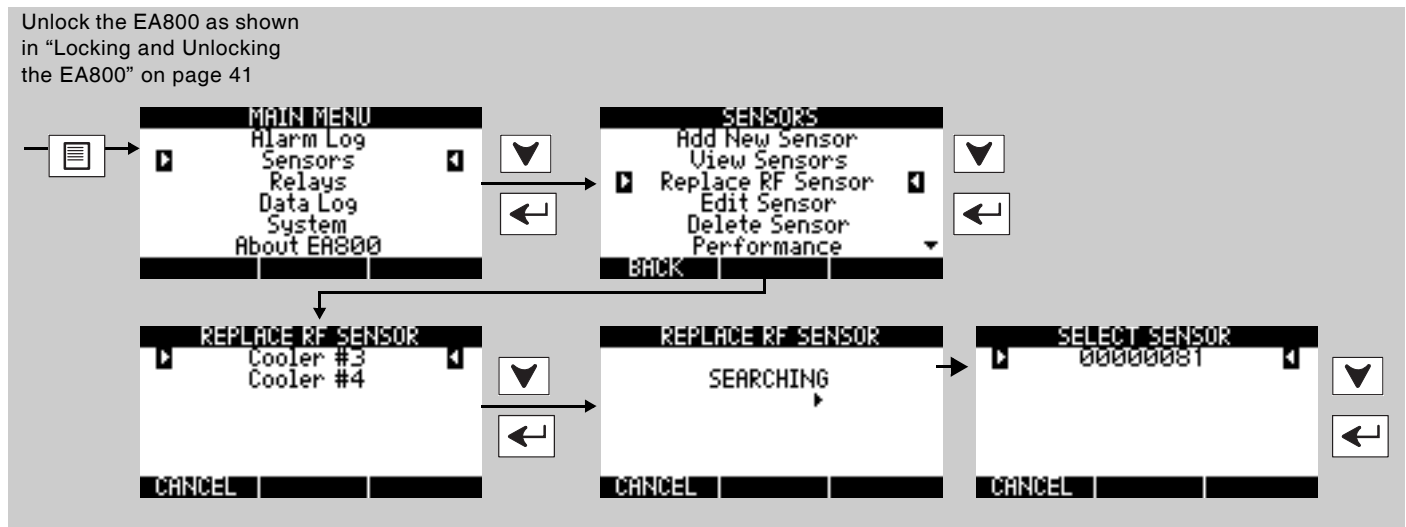 Unlock the EA800 as shown
in “Locking and Unlocking
the EA800” on page 41
MAIN MENU
Alarm Log
Sensors
Relays
Data Log
System
About EA800
SENSORS
Add New Sensor
View Sensors
Replace RF Sensor
Edit Sensor
Delete Sensor
Performance
BACK
REPLACE RF SENSOR
Cooler #3
Cooler #4
CANCEL
REPLACE RF SENSOR
SEARCHING
CANCEL
SELECT SENSOR
00000081
CANCEL